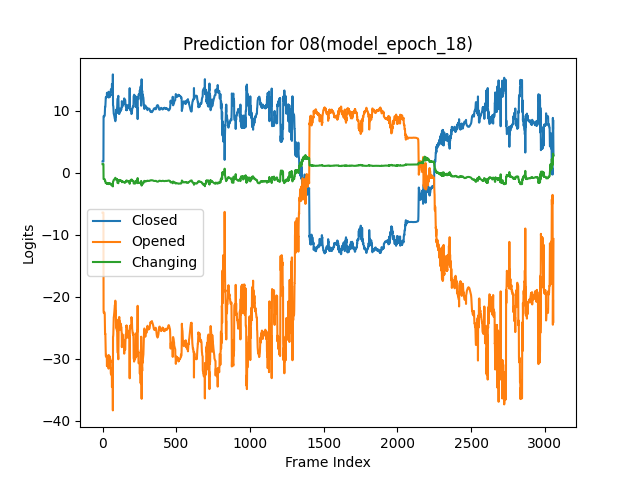 Prediction for 08(model_epoch_18)
Logits
10
0
−10
−20
−30
−40
Closed
Opened
Changing
0 500 1000 1500 2000 2500 3000
Frame Index